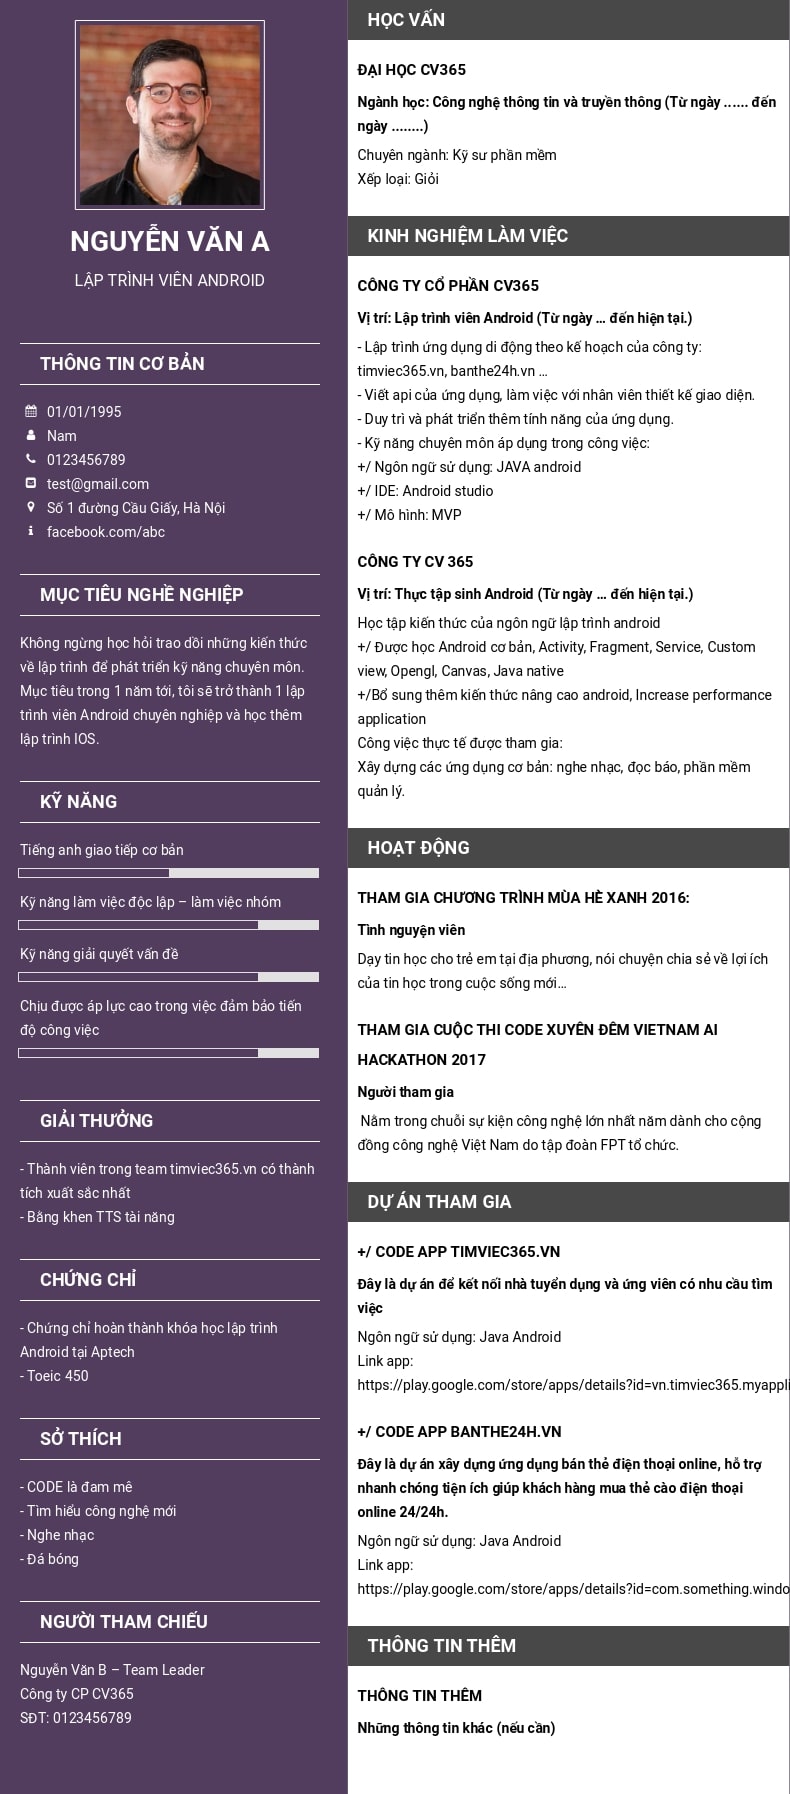 NGUYỄN VĂN A
LẬP TRÌNH VIÊN ANDROID
THÔNG TIN CƠ BẢN
01/01/1995
Nam
0123456789
test@gmail.com
Số 1 đường Cầu Giấy, Hà Nội
facebook.com/abc
MỤC TIÊU NGHỀ NGHIỆP
Không ngừng học hỏi trao dồi những kiến thức
về lập trình để phát triển kỹ năng chuyên môn.
Mục tiêu trong 1 năm tới, tôi sẽ trở thành 1 lập
trình viên Android chuyên nghiệp và học thêm
lập trình IOS.
KỸ NĂNG
Tiếng anh giao tiếp cơ bản
Kỹ năng làm việc độc lập – làm việc nhóm
Kỹ năng giải quyết vấn đề
Chịu được áp lực cao trong việc đảm bảo tiến
độ công việc
GIẢI THƯỞNG
- Thành viên trong team timviec365.vn có thành
tích xuất sắc nhất
- Bằng khen TTS tài năng
CHỨNG CHỈ
- Chứng chỉ hoàn thành khóa học lập trình
Android tại Aptech
- Toeic 450
SỞ THÍCH
- CODE là đam mê
- Tìm hiểu công nghệ mới
- Nghe nhạc
- Đá bóng
NGƯỜI THAM CHIẾU
Nguyễn Văn B – Team Leader
Công ty CP CV365
SĐT: 0123456789
HỌC VẤN
ĐẠI HỌC CV365
Ngành học: Công nghệ thông tin và truyền thông (Từ ngày ...... đến
ngày ........)
Chuyên ngành: Kỹ sư phần mềm
Xếp loại: Giỏi
KINH NGHIỆM LÀM VIỆC
CÔNG TY CỔ PHẦN CV365
Vị trí: Lập trình viên Android (Từ ngày … đến hiện tại.)
- Lập trình ứng dụng di động theo kế hoạch của công ty:
timviec365.vn, banthe24h.vn …
- Viết api của ứng dụng, làm việc với nhân viên thiết kế giao diện.
- Duy trì và phát triển thêm tính năng của ứng dụng.
- Kỹ năng chuyên môn áp dụng trong công việc:
+/ Ngôn ngữ sử dụng: JAVA android
+/ IDE: Android studio
+/ Mô hình: MVP
CÔNG TY CV 365
Vị trí: Thực tập sinh Android (Từ ngày … đến hiện tại.)
Học tập kiến thức của ngôn ngữ lập trình android
+/ Được học Android cơ bản, Activity, Fragment, Service, Custom
view, Opengl, Canvas, Java native
+/Bổ sung thêm kiến thức nâng cao android, Increase performance
application
Công việc thực tế được tham gia:
Xây dựng các ứng dụng cơ bản: nghe nhạc, đọc báo, phần mềm
quản lý.
HOẠT ĐỘNG
THAM GIA CHƯƠNG TRÌNH MÙA HÈ XANH 2016:
Tình nguyện viên
Dạy tin học cho trẻ em tại địa phương, nói chuyện chia sẻ về lợi ích
của tin học trong cuộc sống mới…
THAM GIA CUỘC THI CODE XUYÊN ĐÊM VIETNAM AI
HACKATHON 2017
Người tham gia
Nằm trong chuỗi sự kiện công nghệ lớn nhất năm dành cho cộng
đồng công nghệ Việt Nam do tập đoàn FPT tổ chức.
DỰ ÁN THAM GIA
+/ CODE APP TIMVIEC365.VN
Đây là dự án để kết nối nhà tuyển dụng và ứng viên có nhu cầu tìm
việc
Ngôn ngữ sử dụng: Java Android
Link app:
https://play.google.com/store/apps/details?id=vn.timviec365.myappli
+/ CODE APP BANTHE24H.VN
Đây là dự án xây dựng ứng dụng bán thẻ điện thoại online, hỗ trợ
nhanh chóng tiện ích giúp khách hàng mua thẻ cào điện thoại
online 24/24h.
Ngôn ngữ sử dụng: Java Android
Link app:
https://play.google.com/store/apps/details?id=com.something.windo
THÔNG TIN THÊM
THÔNG TIN THÊM
Những thông tin khác (nếu cần)